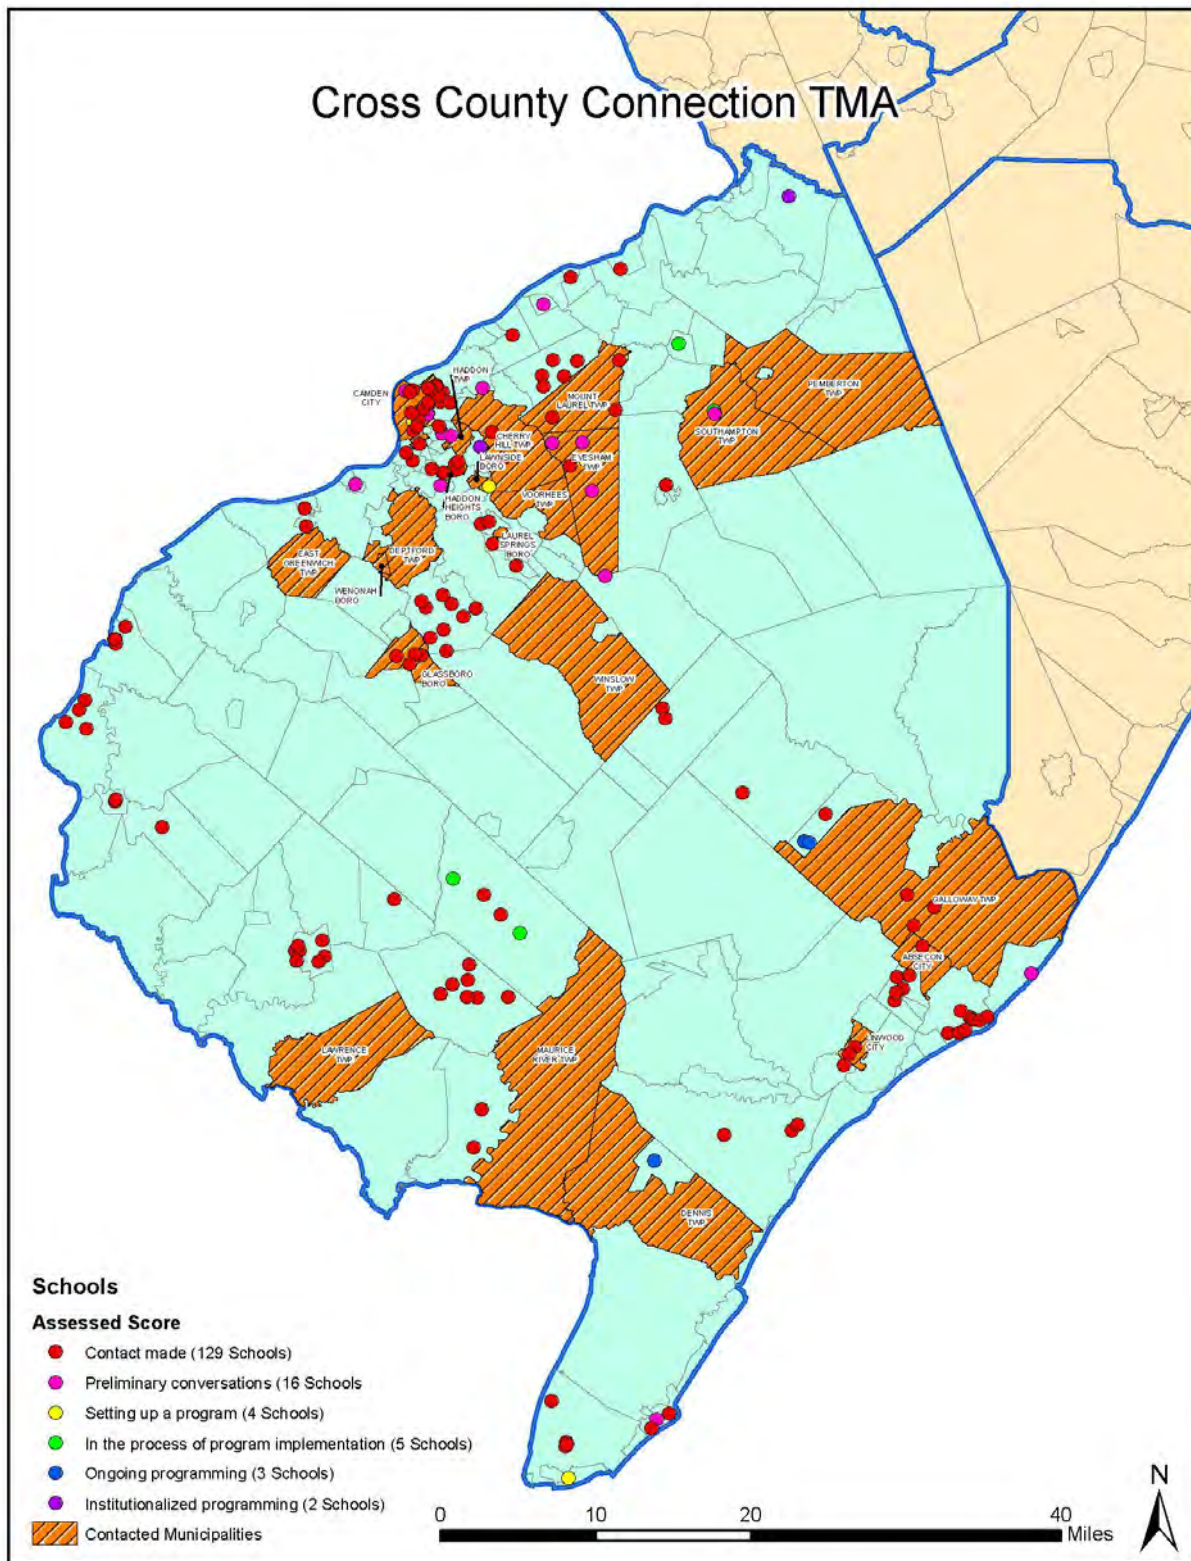 Cross County Connection TMA
HADDON
TWP
CAMDEN
CITY
PEMBERTON
TWP
MOUNT
LAUREL TWP
SOUTHAMPTON
TWP
CHERRY
HILL TWP
LAWNSIDE
BORO
EVESHAM
TWP
VOORHEES
TWP
HADDON
HEIGHTS
BORO
LAUREL
SPRINGS
BORO
DEPTFORD
TWP
EAST
GREENWICH
TWP
WENONAH
BORO
GLASSBORO
BORO
WINSLOW
TWP
GALLOWAY TWP
ABSECON
CITY
LINWOOD
CITY
LAWRENCE
TWP
MAURICE
RIVER TWP
DENNIS
TWP
Schools
Assessed Score
Contact made (129 Schools)
Preliminary conversations (16 Schools
Setting up a program (4 Schools)
In the process of program implementation (5 Schools)
Ongoing programming (3 Schools)
Institutionalized programming (2 Schools)
Contacted Municipalities
0 10 20 40
Miles
N